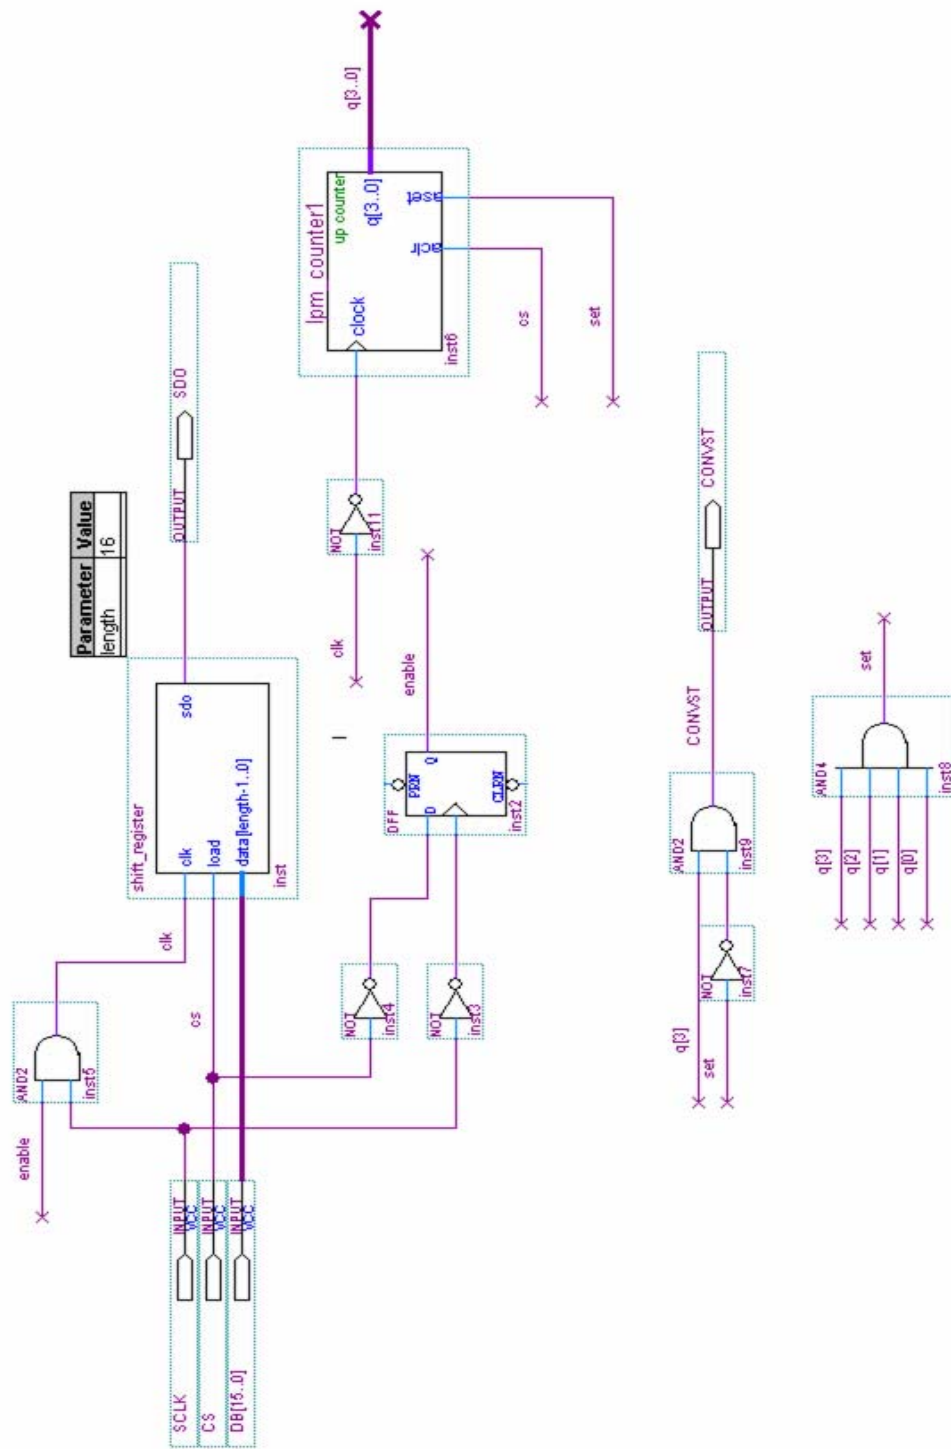 q[3..0]
lpm_counter1
up counter
clock
q[3..0]
aclr
aset
inst6
cs
set
Parameter Value
length 16
OUTPUT
SDO
shift_register
clk
load
data[length-1..0]
sdo
inst
clk
NOT
inst11
enable
DFF
PRN
D
Q
CLRN
inst2
AND2
inst5
enable
clk
cs
NOT
inst4
NOT
inst3
SCLK
INPUT
VCC
CS
INPUT
VCC
DB[15..0]
INPUT
VCC
q[3]
set
NOT
inst7
AND2
inst9
CONVST
OUTPUT
CONVST
AND4
q[3]
q[2]
q[1]
q[0]
inst8
set